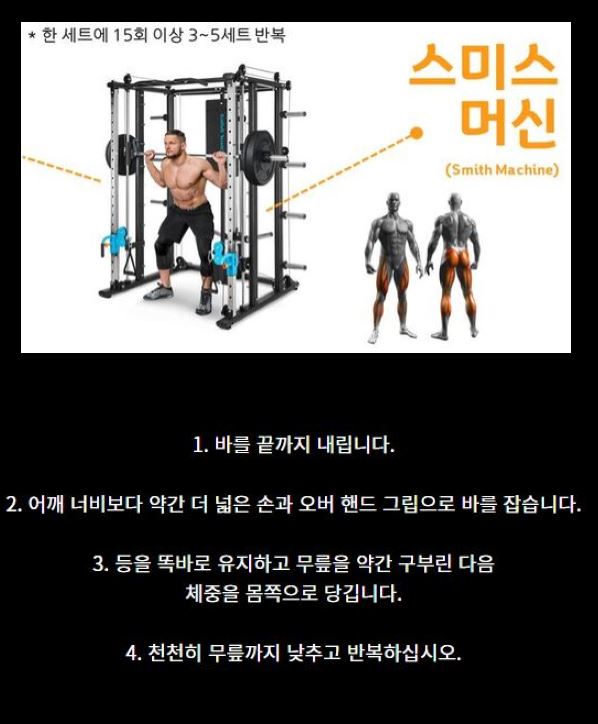 * 한 세트에 15회 이상 3~5세트 반복
스미스
머신
(Smith Machine)
1. 바를 끝까지 내립니다.
2. 어깨 너비보다 약간 더 넓은 손과 오버 핸드 그립으로 바를 잡습니다.
3. 등을 똑바로 유지하고 무릎을 약간 구부린 다음
체중을 몸쪽으로 당깁니다.
4. 천천히 무릎까지 낮추고 반복하십시오.